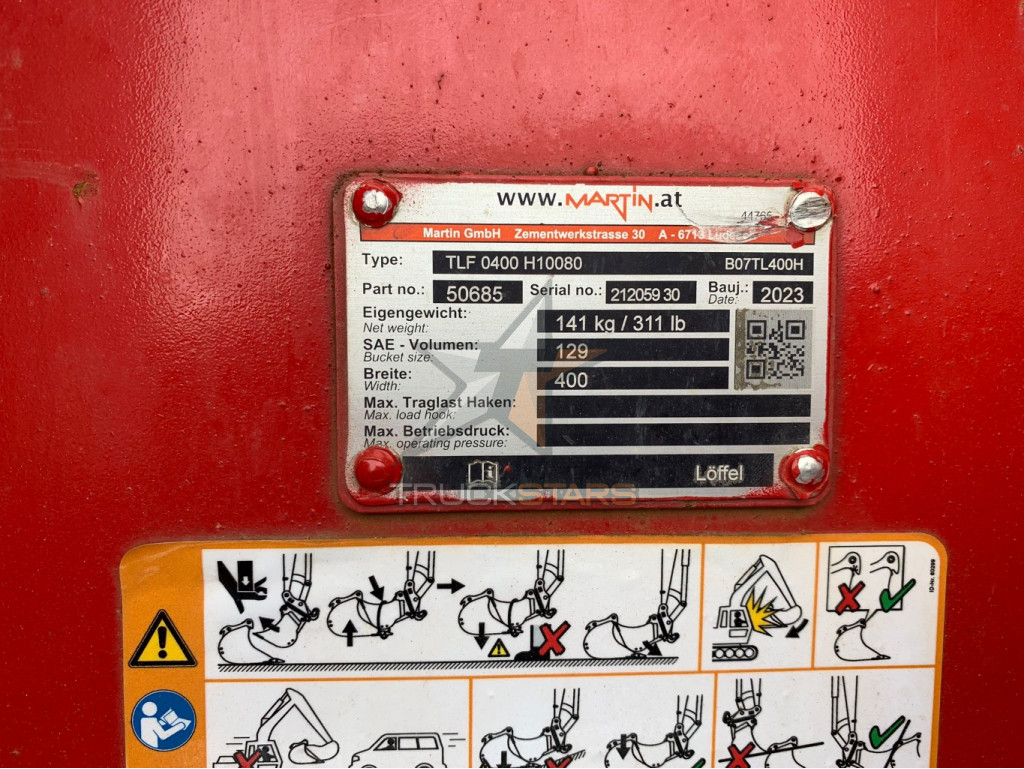 www.MARTIN.at
Martin GmbH Zementwerkstrasse 30 A - 6713
Type: TLF 0400 H10080 B07TL400H
Part no.: 50685 Serial no.: 212059 30 Bauj.: 2023
Date:
Eigengewicht: 141 kg / 311 lb
Net weight:
SAE - Volumen: 129
Bucket size:
Breite: 400
Width:
Max. Traglast Haken:
Max. load hook:
Max. Betriebsdruck:
Max. operating pressure:
Löffel
TRUCKSTARS